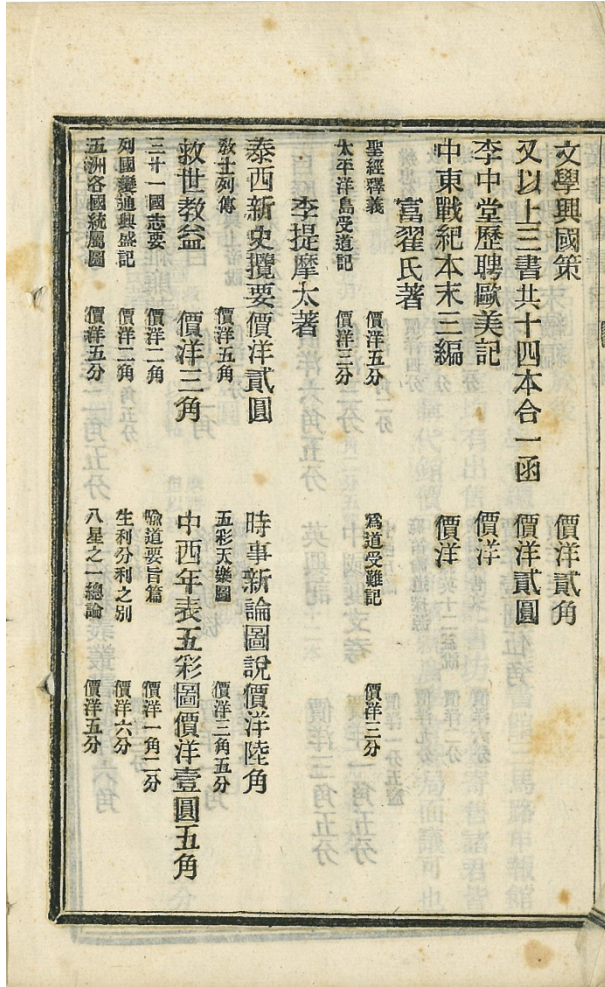 文學興國策 價洋貳角
又以上三書共十四本合一函 價洋貳圓
李中堂歷聘歐美記 價洋
中東戰紀本末三編 價洋
富翟氏著
聖經釋義 價洋五分 爲道受難記 價洋三分
太平洋島受道記 價洋三分
李提摩太著
泰西新史攬要價洋貳圓 時事新論圖說價洋陸角
教士列傳 價洋五角 五彩天樂圖 價洋三角五分
救世教益 價洋三角 中西年表五彩圖價洋壹圓五角
三十一國志要 價洋二角 喩道要旨篇 價洋一角二分
列國變通興盛記 價洋二角 生利分利之別 價洋六分
五洲各國統屬圖 價洋五分 八星之一總論 價洋五分